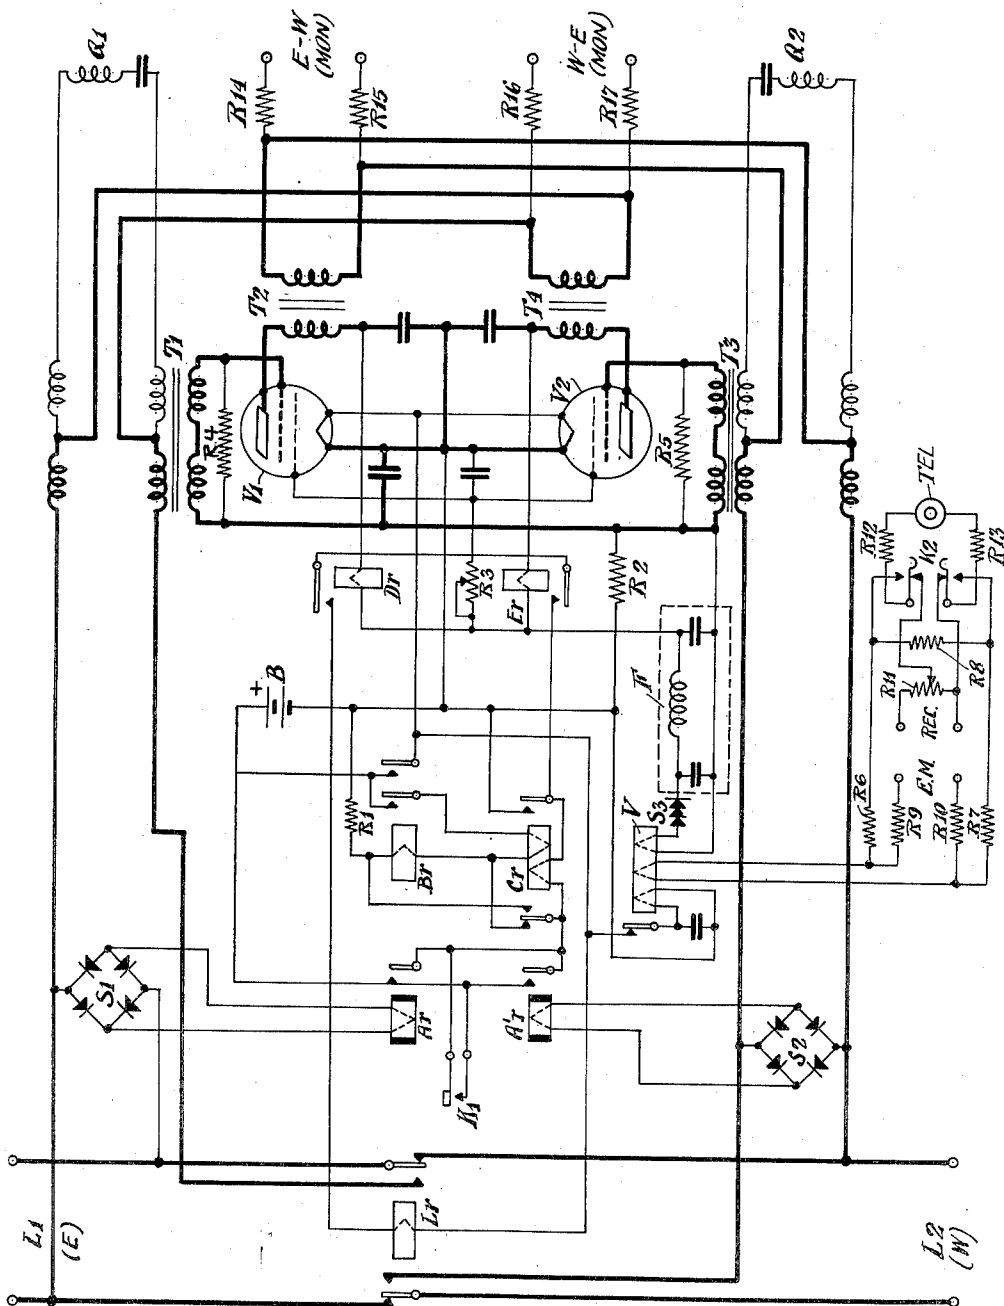 Q1
R14
E-W
(MON)
R15
R16
W-E
(MON)
R17
Q2
T2
T4
T1
T3
R4
V1
V2
R5
TEL
R12
K2
R13
Dr
R3
Er
R2
R8
R11
F
REC.
E.M.
+
B
R1
Br
Cr
V
S3
R6
R9
R10
R7
S1
Ar
A'r
S2
K1
Lr
L1
(E)
L2
(W)